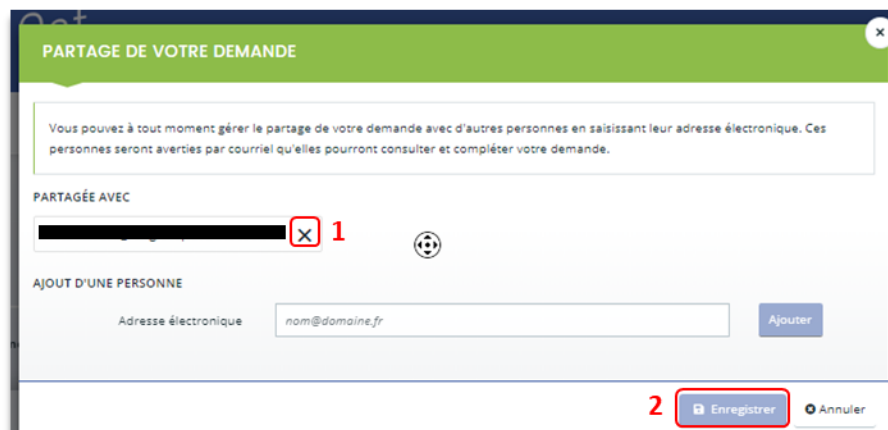 PARTAGE DE VOTRE DEMANDE
Vous pouvez à tout moment gérer le partage de votre demande avec d'autres personnes en saisissant leur adresse électronique. Ces
personnes seront averties par courriel qu'elles pourront consulter et compléter votre demande.
PARTAGÉE AVEC
1
AJOUT D'UNE PERSONNE
Adresse électronique nom@domaine.fr Ajouter
2 Enregistrer Annuler